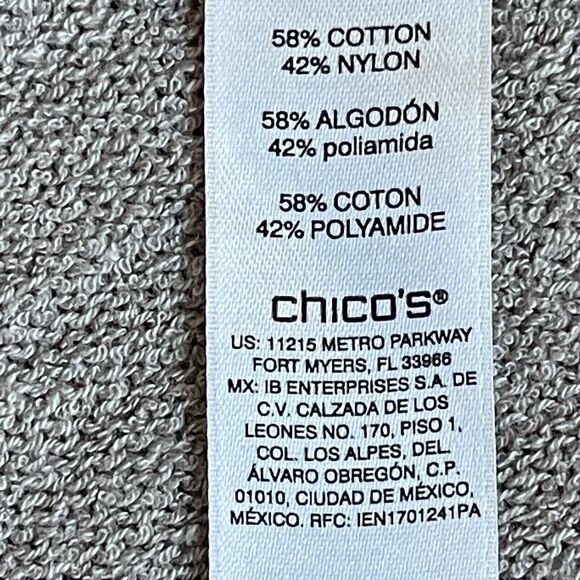 58% COTTON
42% NYLON
58% ALGODÓN
42% poliamida
58% COTON
42% POLYAMIDE
chico's®
US: 11215 METRO PARKWAY
FORT MYERS, FL 33966
MX: IB ENTERPRISES S.A. DE
C.V. CALZADA DE LOS
LEONES NO. 170, PISO 1,
COL. LOS ALPES, DEL.
ÁLVARO OBREGÓN, C.P.
01010, CIUDAD DE MÉXICO,
MÉXICO. RFC: IEN1701241PA